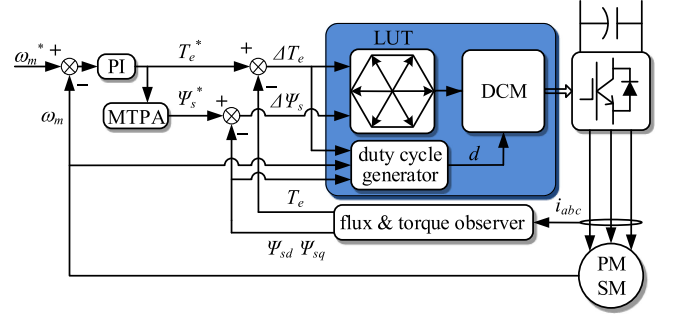 LUT
ω_m^* + − PI T_e^* + − ΔT_e
DCM
MTPA Ψ_s^* + − ΔΨ_s
ω_m
duty cycle
generator
d
T_e
i_abc
flux & torque observer
Ψ_sd Ψ_sq
PM
SM